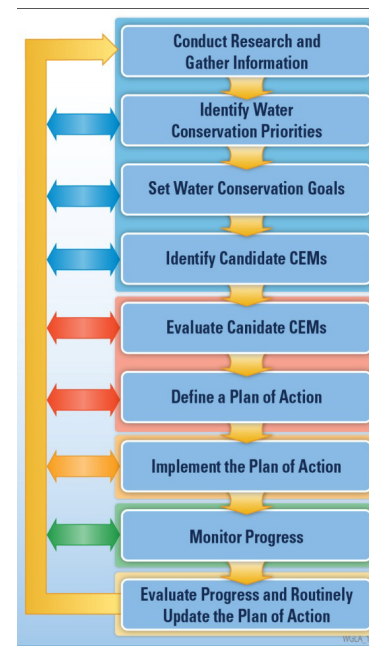 Conduct Research and
Gather Information
Identify Water
Conservation Priorities
Set Water Conservation Goals
Identify Candidate CEMs
Evaluate Canidate CEMs
Define a Plan of Action
Implement the Plan of Action
Monitor Progress
Evaluate Progress and Routinely
Update the Plan of Action